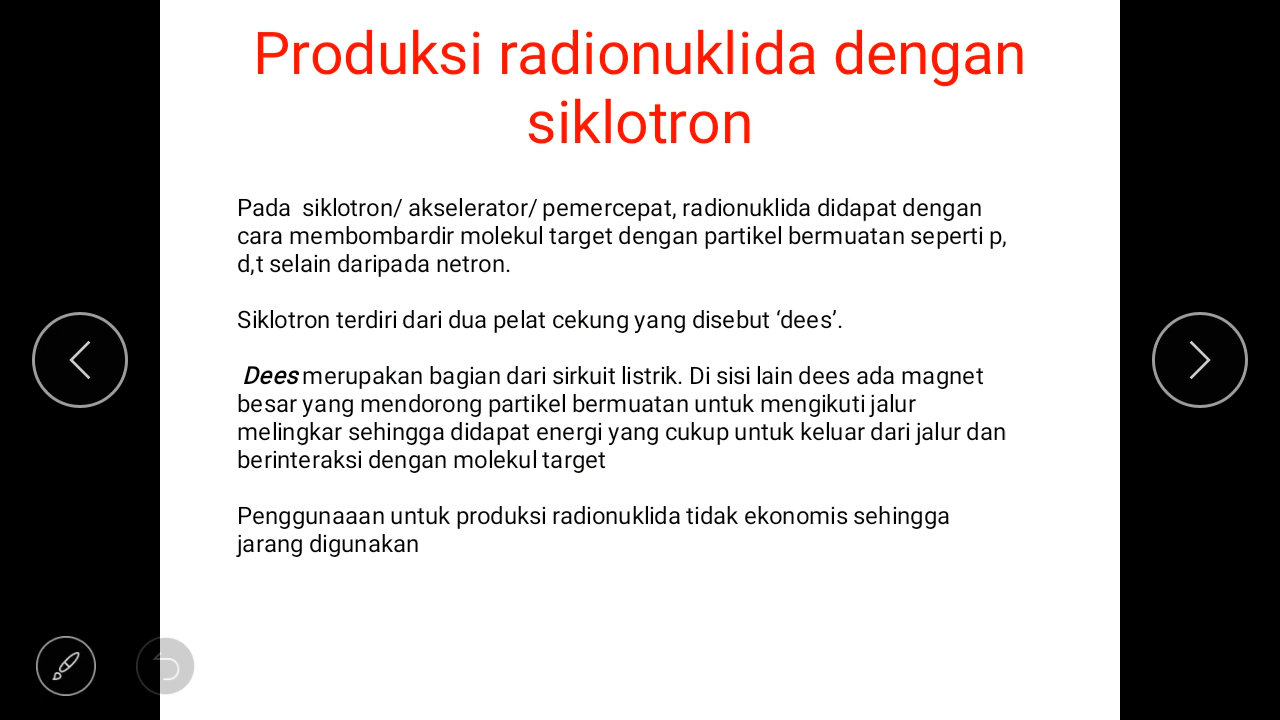 Produksi radionuklida dengan
siklotron
Pada siklotron/ akselerator/ pemercepat, radionuklida didapat dengan
cara membombardir molekul target dengan partikel bermuatan seperti p,
d,t selain daripada netron.
Siklotron terdiri dari dua pelat cekung yang disebut ‘dees’.
Dees merupakan bagian dari sirkuit listrik. Di sisi lain dees ada magnet
besar yang mendorong partikel bermuatan untuk mengikuti jalur
melingkar sehingga didapat energi yang cukup untuk keluar dari jalur dan
berinteraksi dengan molekul target
Penggunaaan untuk produksi radionuklida tidak ekonomis sehingga
jarang digunakan